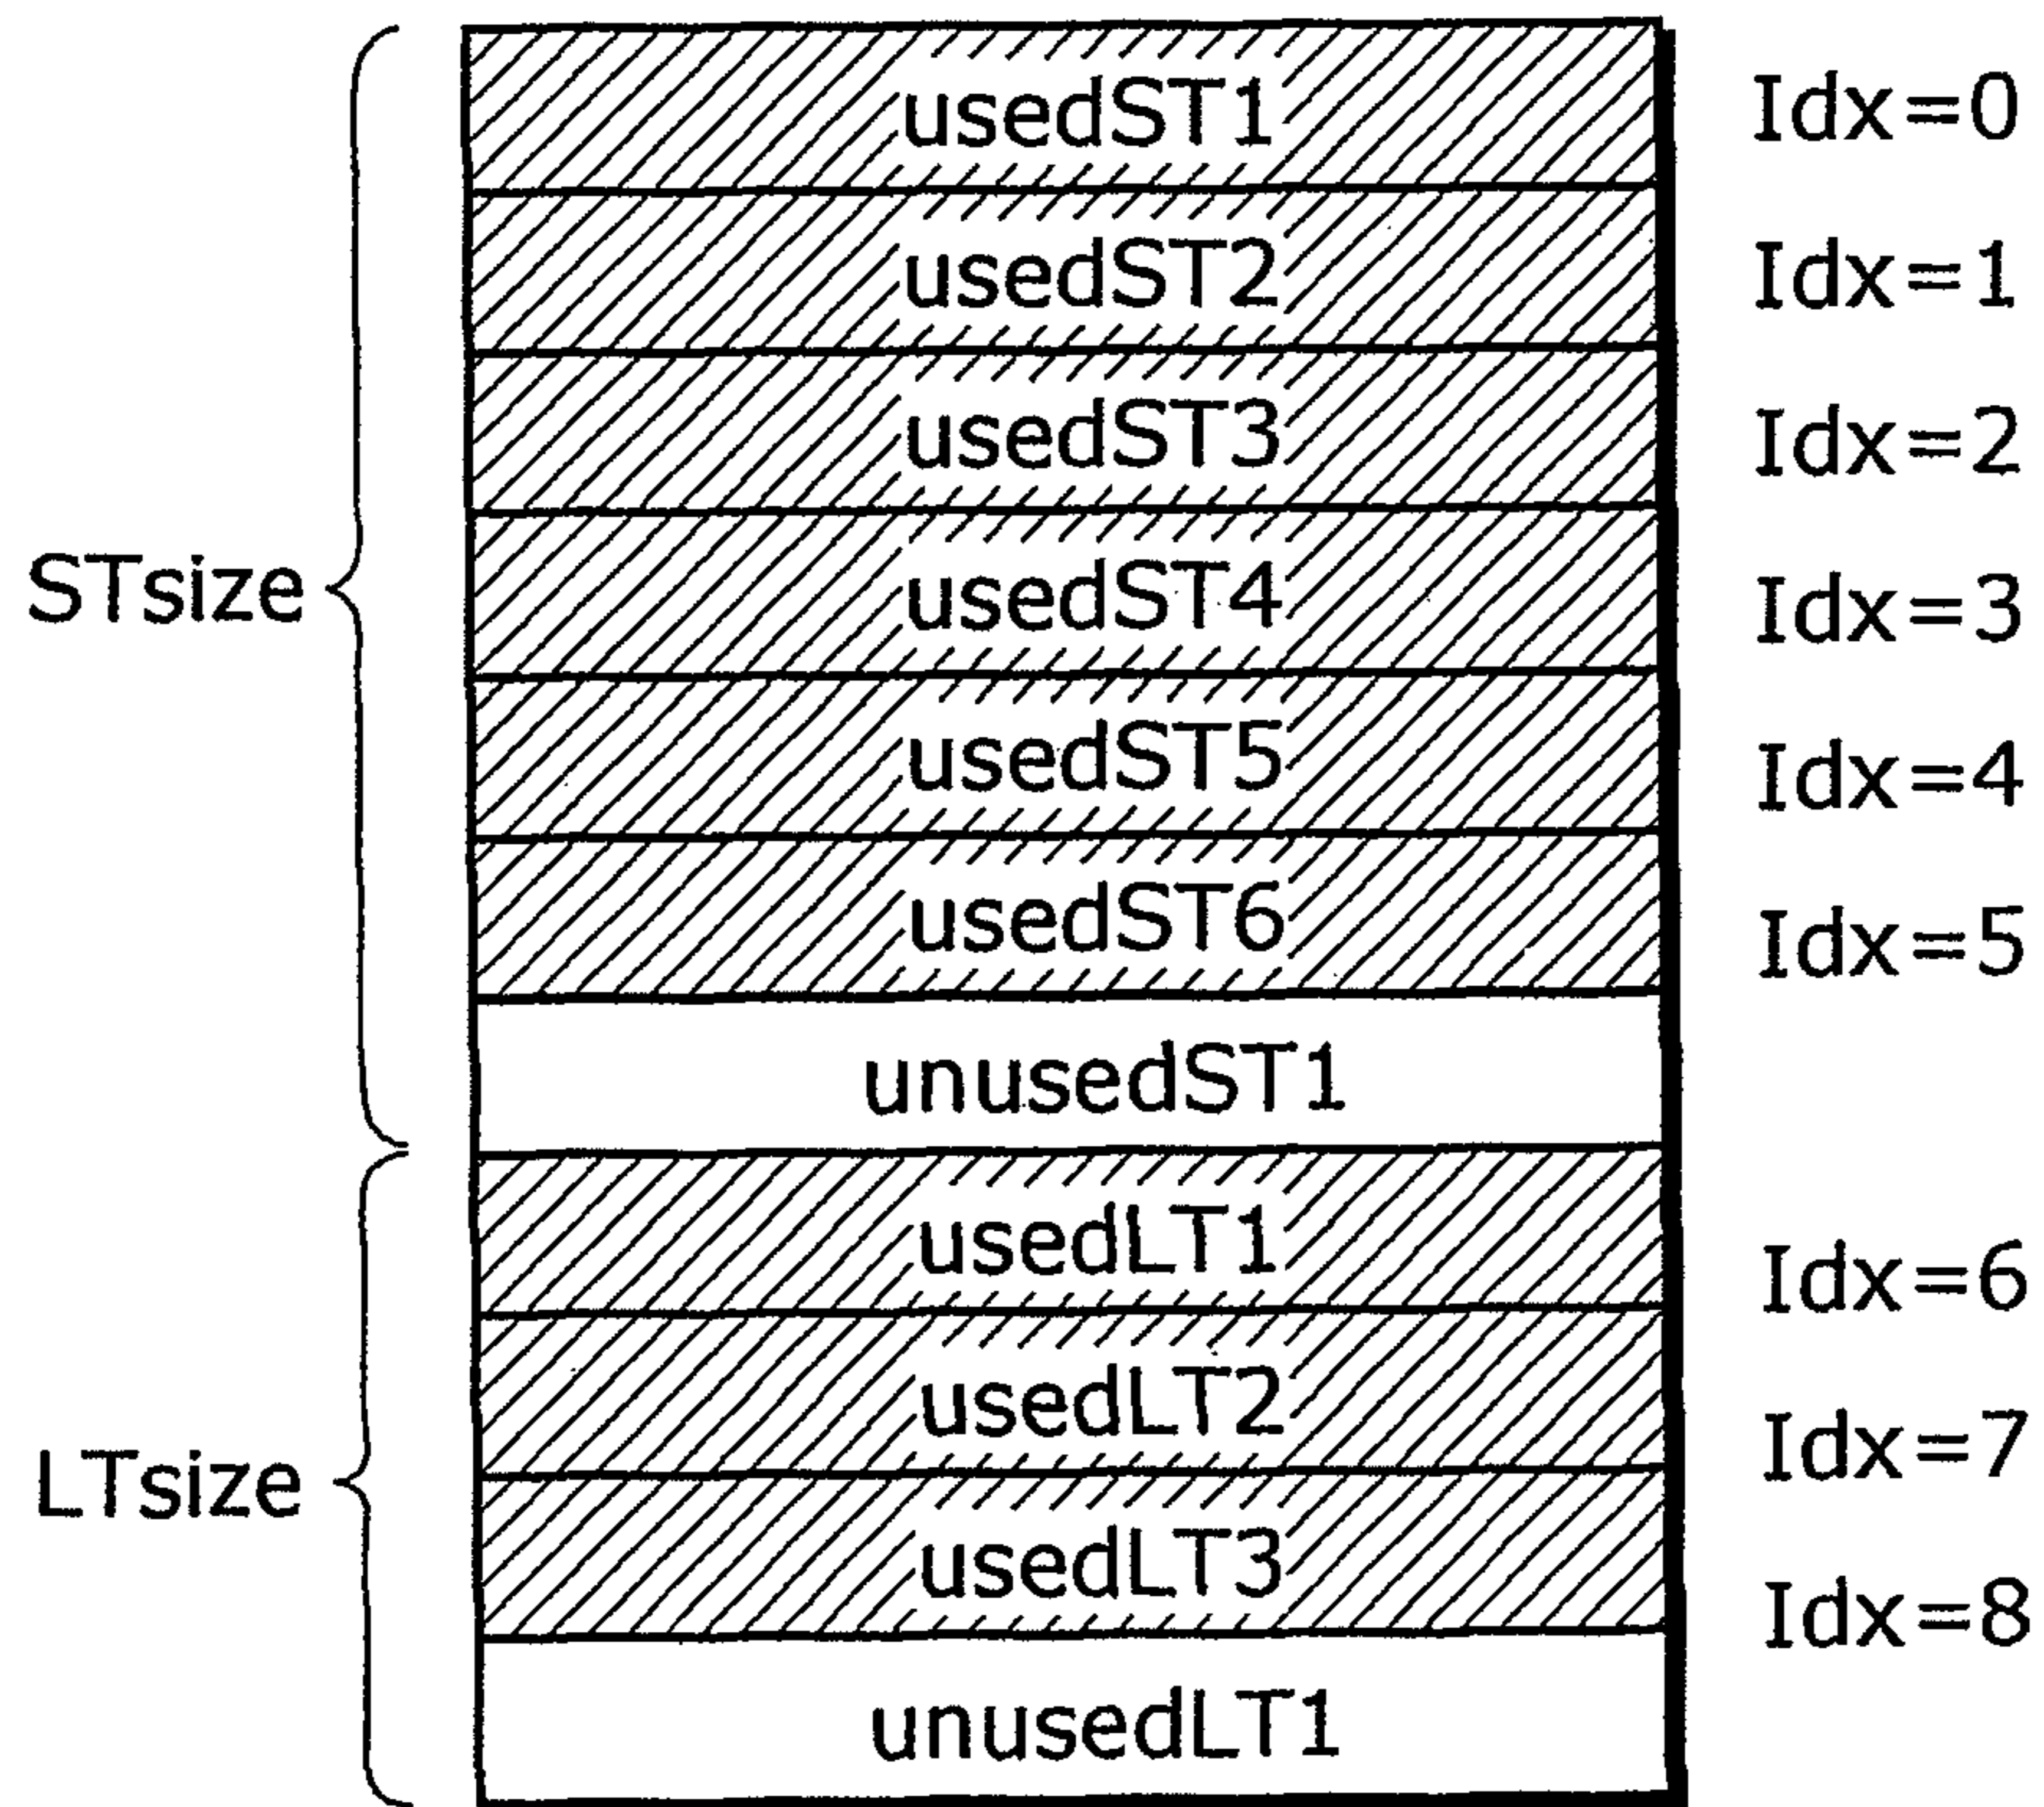 usedST1 Idx=0
usedST2 Idx=1
usedST3 Idx=2
STsize usedST4 Idx=3
usedST5 Idx=4
usedST6 Idx=5
unusedST1
usedLT1 Idx=6
usedLT2 Idx=7
LTsize usedLT3 Idx=8
unusedLT1